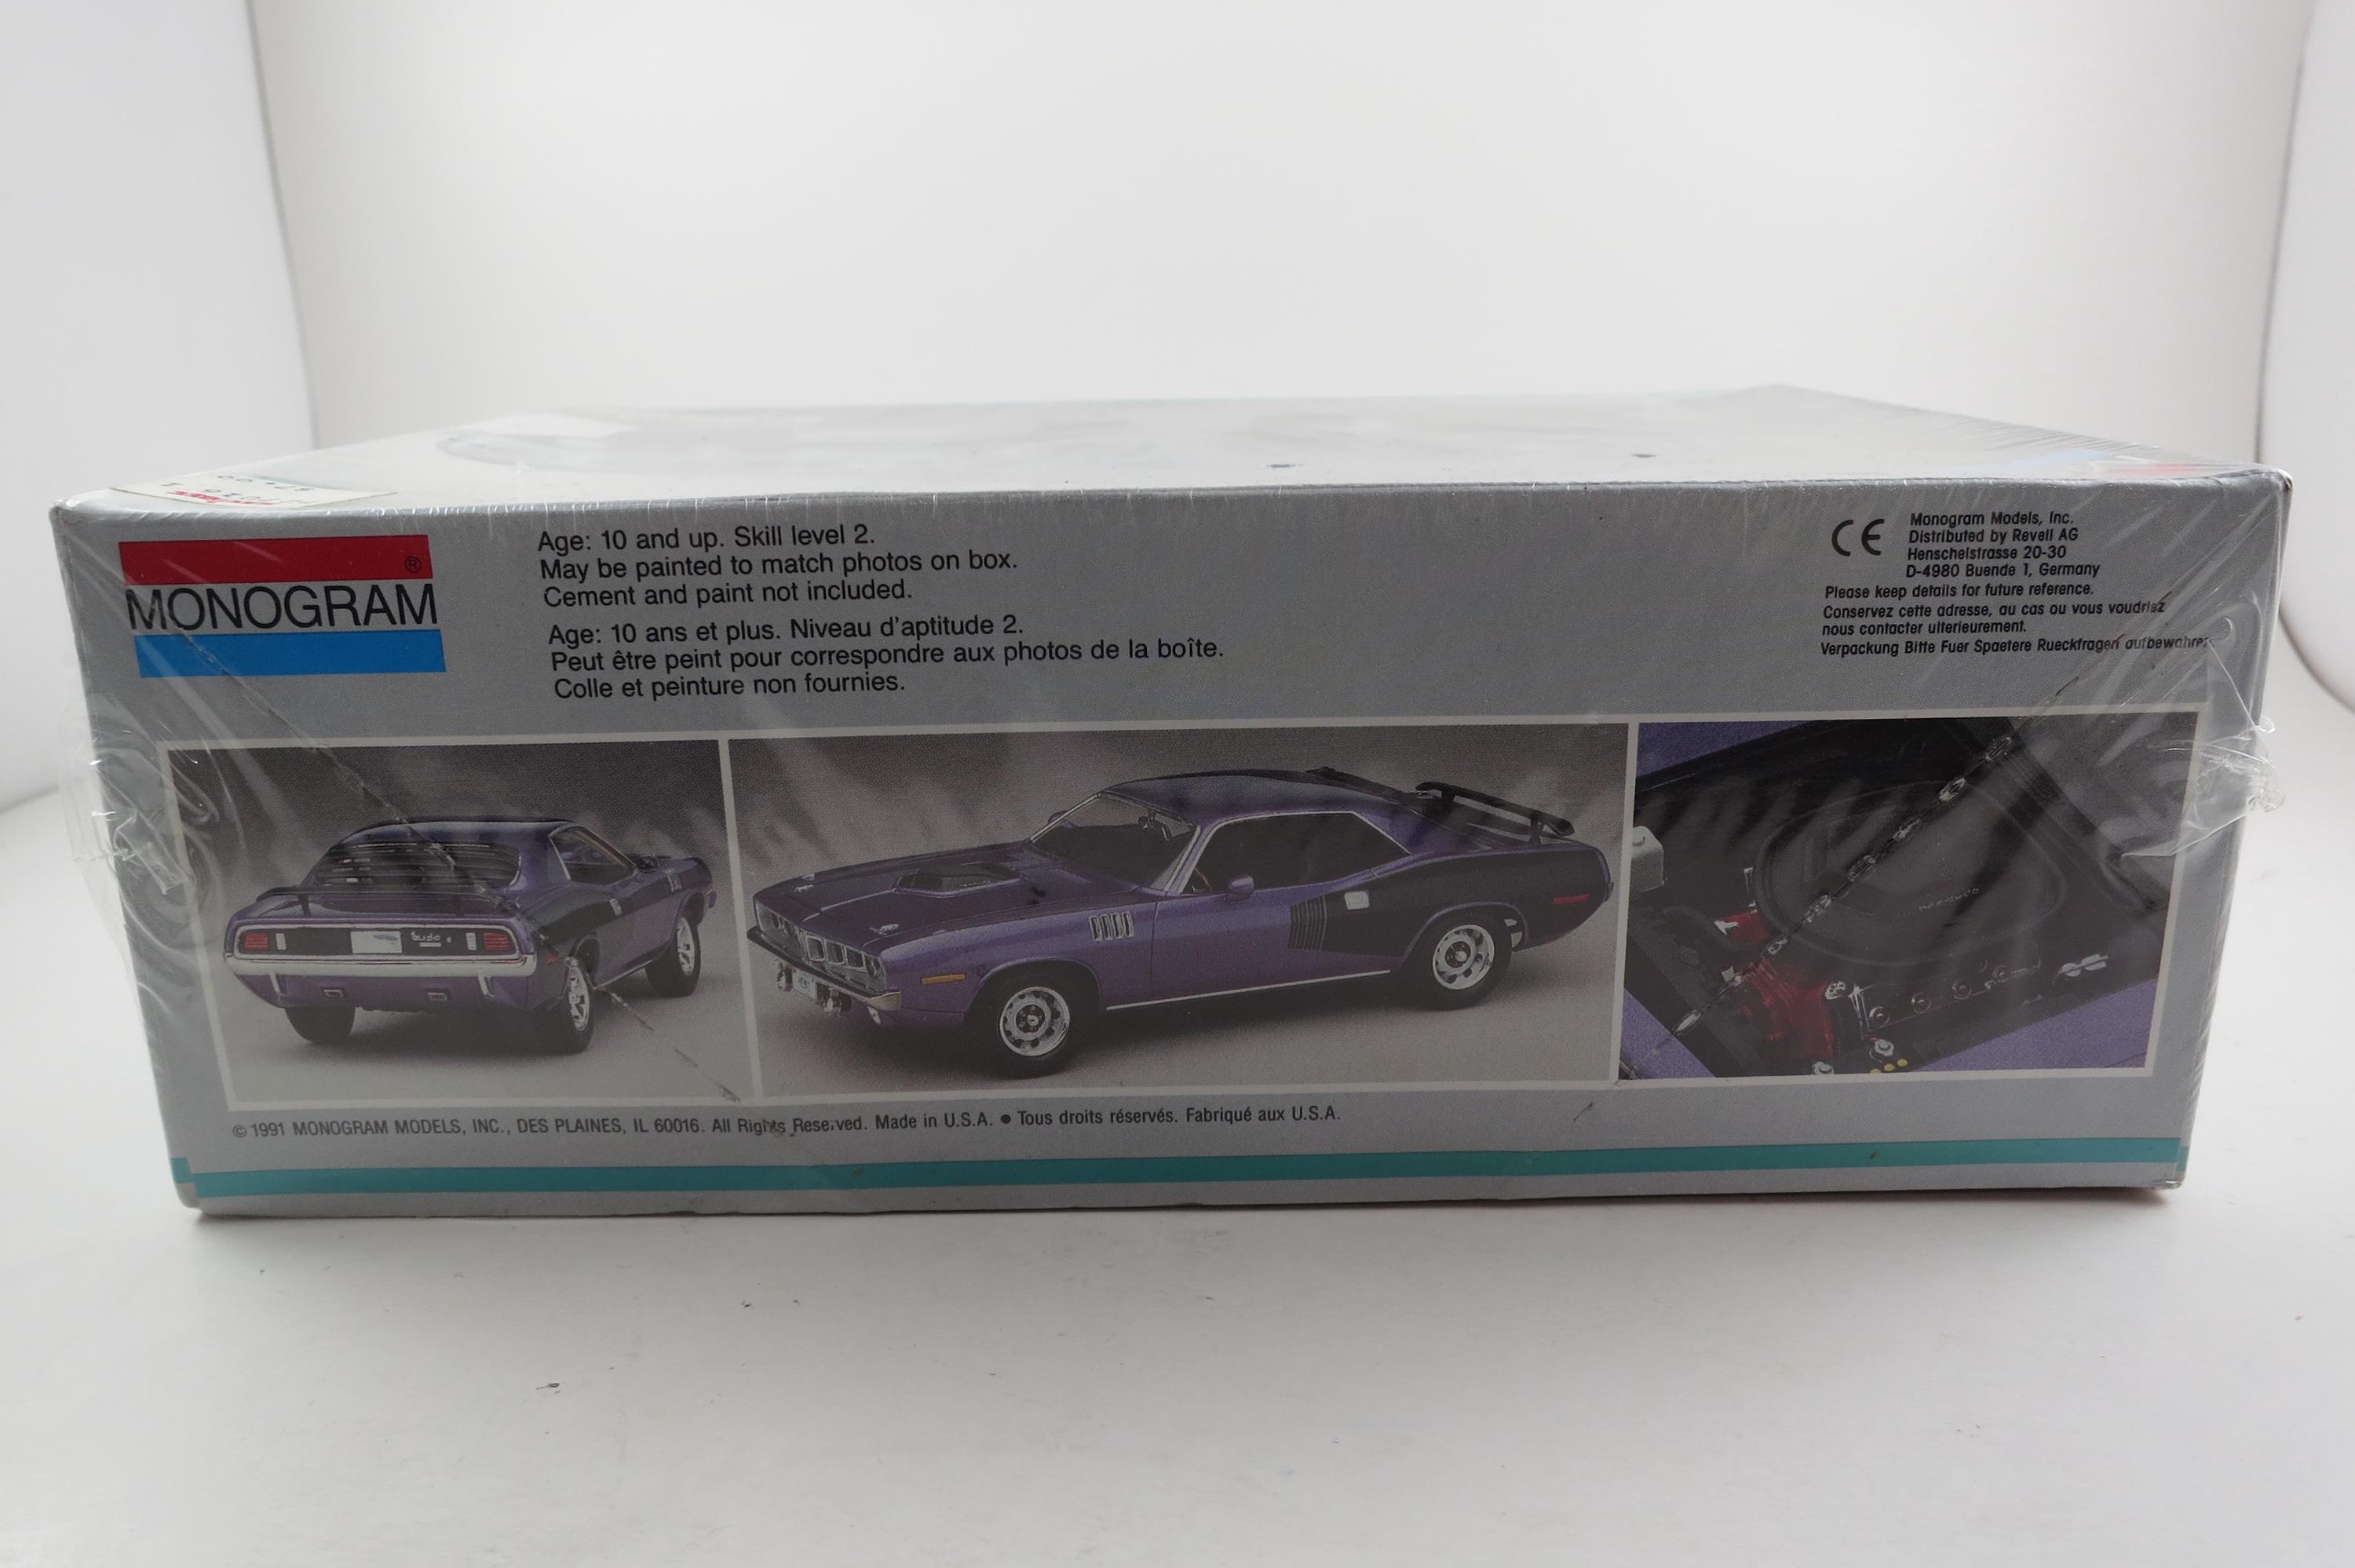 MONOGRAM ®
Age: 10 and up. Skill level 2.
May be painted to match photos on box.
Cement and paint not included.
Age: 10 ans et plus. Niveau d'aptitude 2.
Peut être peint pour correspondre aux photos de la boîte.
Colle et peinture non fournies.
CE
Monogram Models, Inc.
Distributed by Revell AG
Henschelstrasse 20-30
D-4980 Buende 1, Germany
Please keep details for future reference.
Conservez cette adresse, au cas ou vous voudriez
nous contacter ulterieurement.
Verpackung Bitte Fuer Spaetere Rueckfragen aufbewahren
'cuda
© 1991 MONOGRAM MODELS, INC., DES PLAINES, IL 60016. All Rights Reserved. Made in U.S.A. ● Tous droits réservés. Fabriqué aux U.S.A.